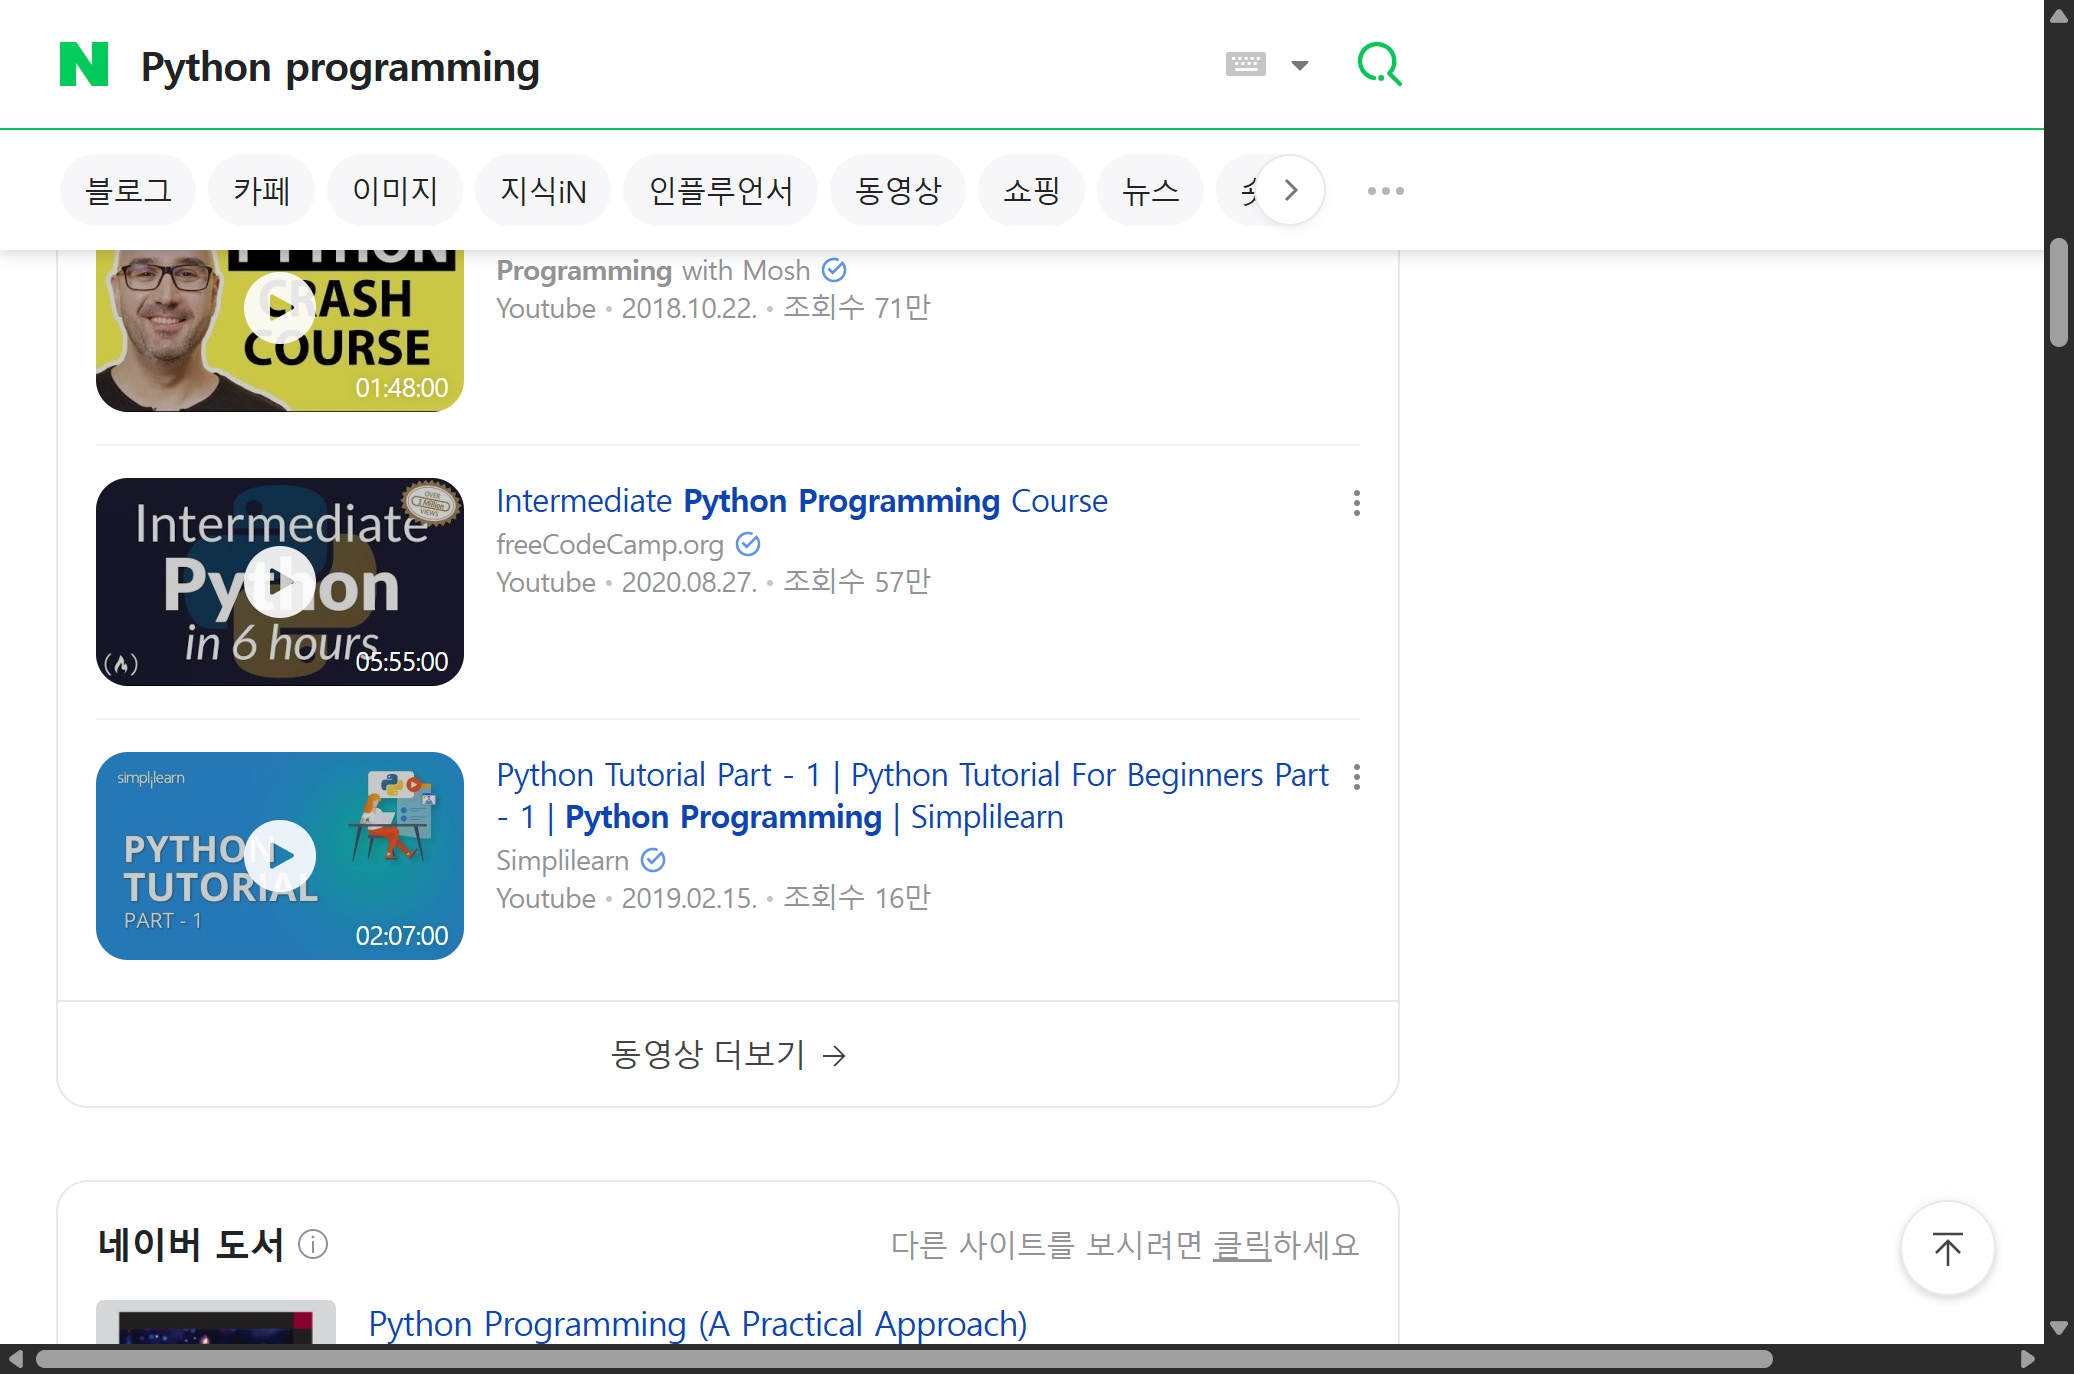 Python programming
블로그
카페
이미지
지식iN
인플루언서
동영상
쇼핑
뉴스
CRASH
COURSE
01:48:00
Programming with Mosh
Youtube • 2018.10.22. • 조회수 71만
Intermediate
Python
in 6 hours
05:55:00
OVER
1 Million
VIEWS
Intermediate Python Programming Course
freeCodeCamp.org
Youtube • 2020.08.27. • 조회수 57만
simplilearn
PYTHON
TUTORIAL
PART - 1
02:07:00
Python Tutorial Part - 1 | Python Tutorial For Beginners Part
- 1 | Python Programming | Simplilearn
Simplilearn
Youtube • 2019.02.15. • 조회수 16만
동영상 더보기
네이버 도서
다른 사이트를 보시려면 클릭하세요
Python Programming (A Practical Approach)